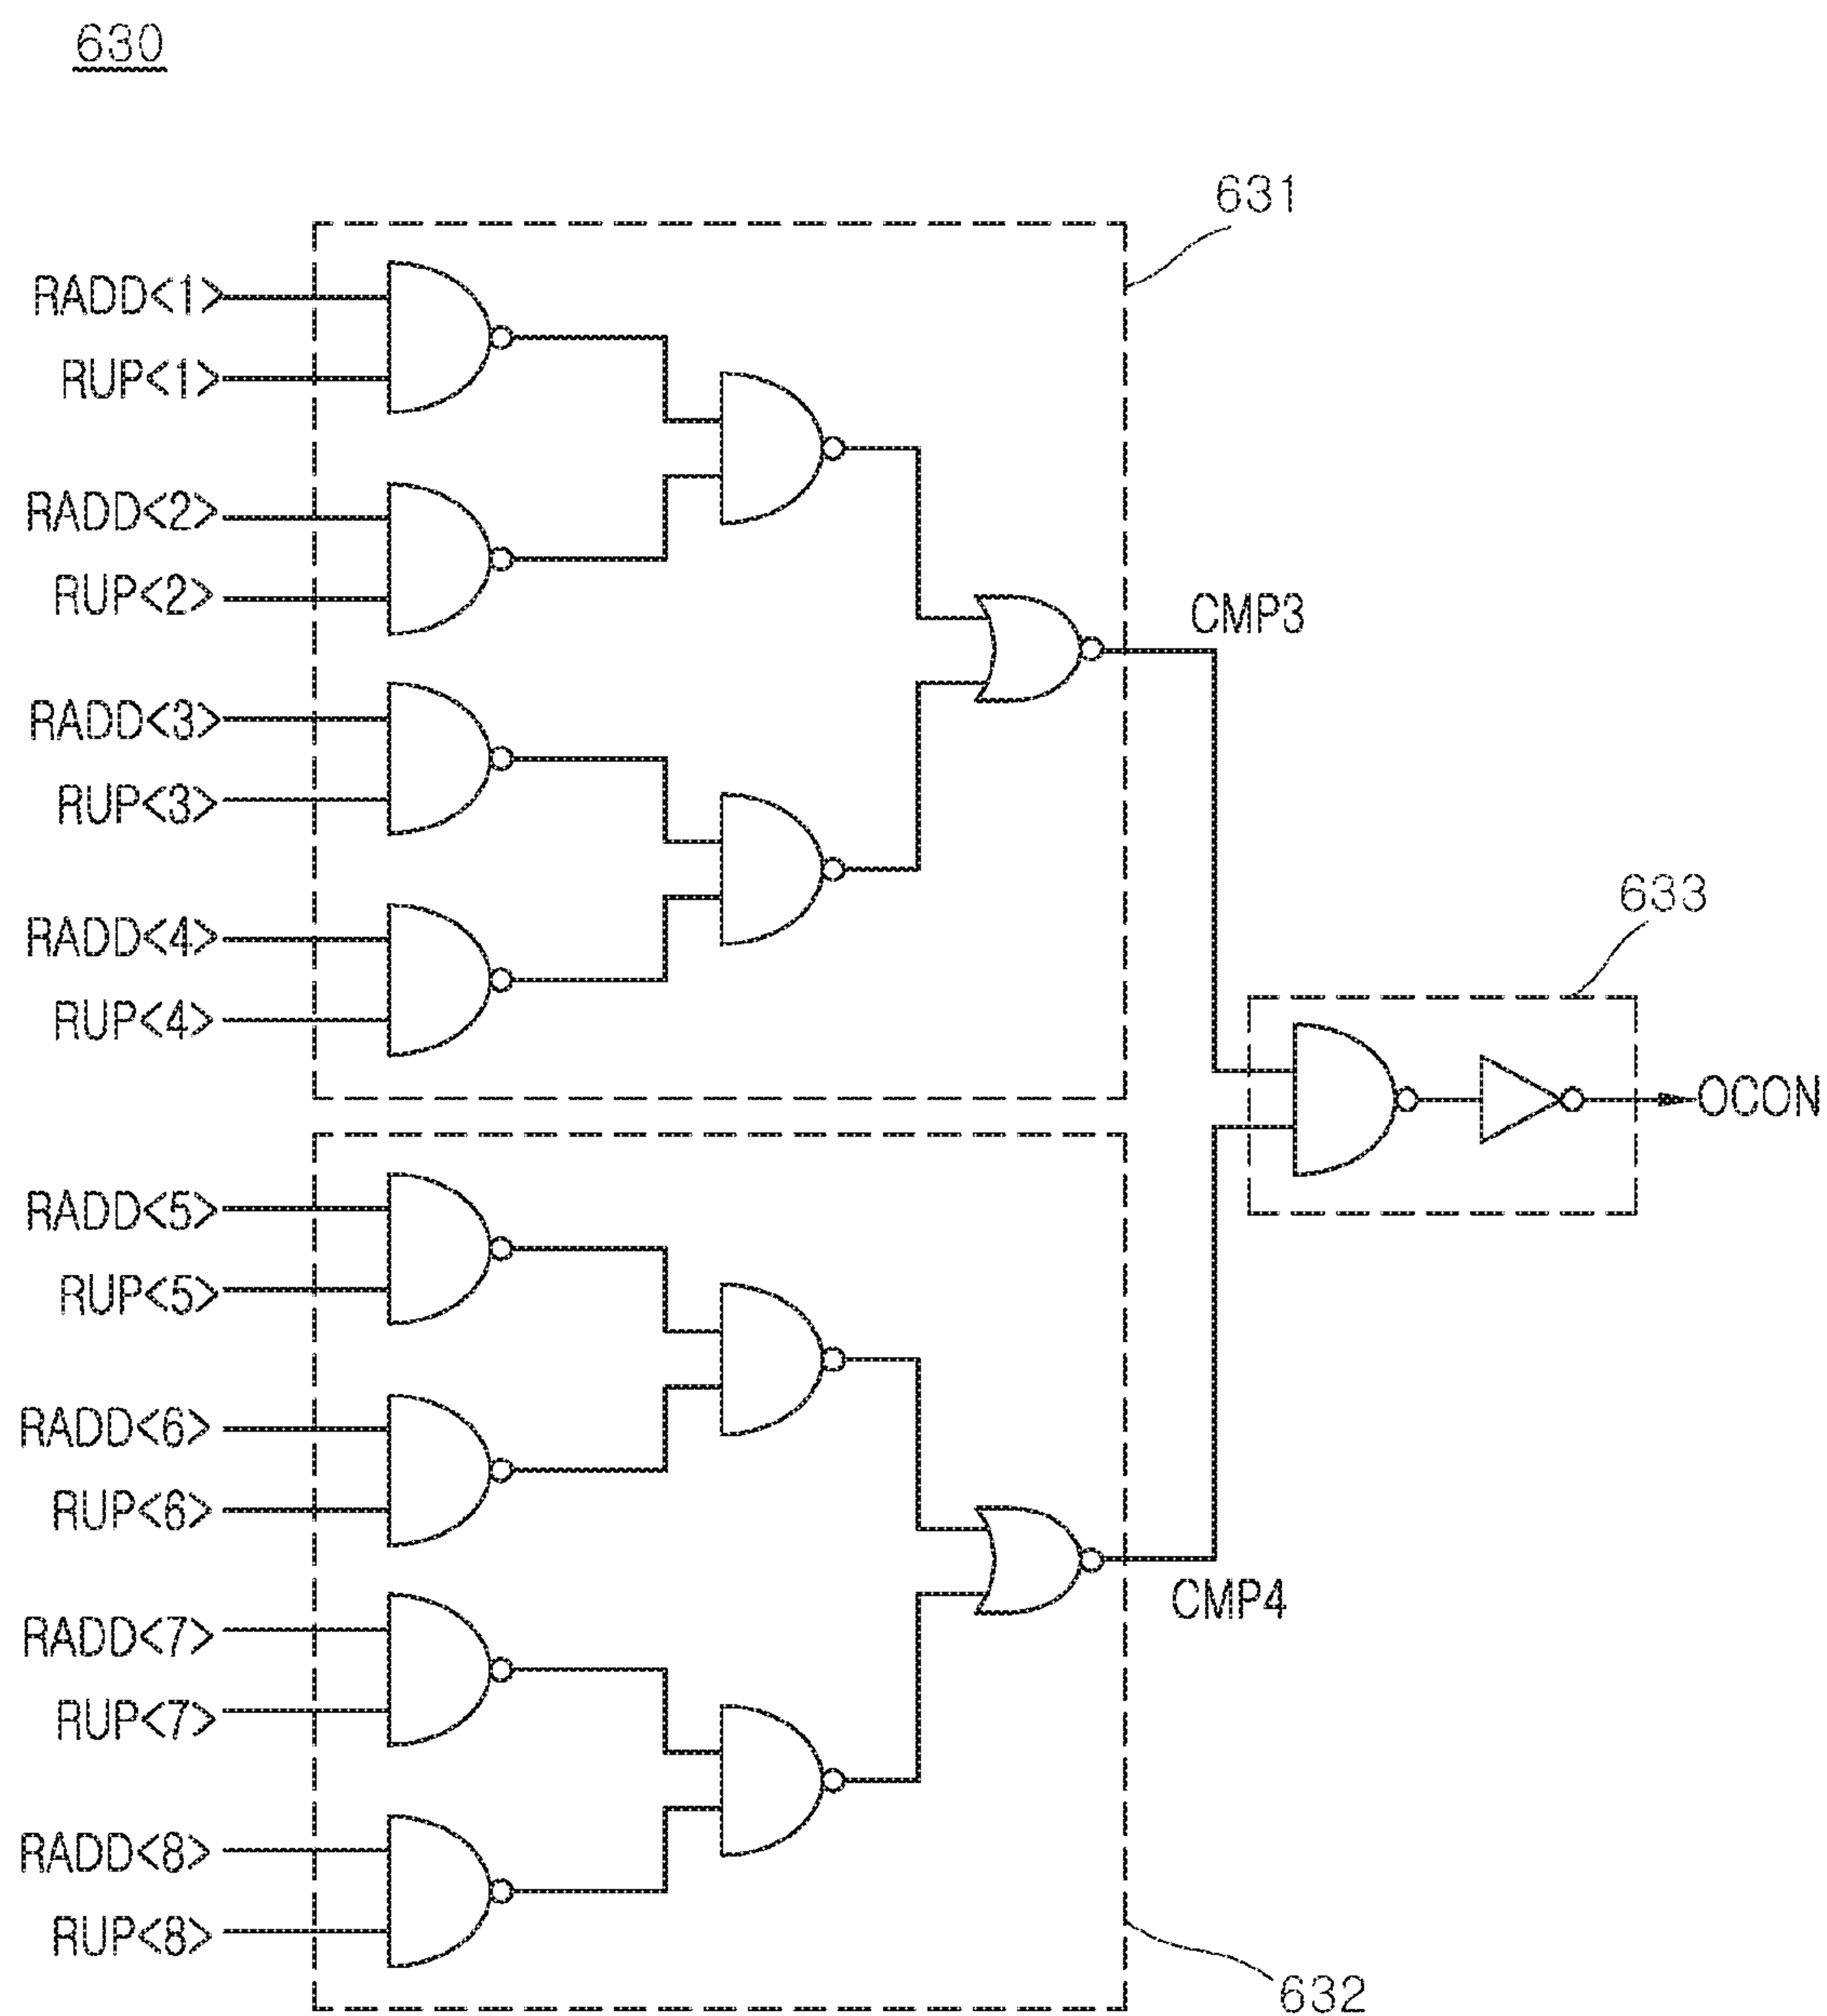 630
631
RADD<1>
RUP<1>
RADD<2>
RUP<2>
CMP3
RADD<3>
RUP<3>
633
RADD<4>
RUP<4>
OCON
RADD<5>
RUP<5>
RADD<6>
RUP<6>
CMP4
RADD<7>
RUP<7>
RADD<8>
RUP<8>
632